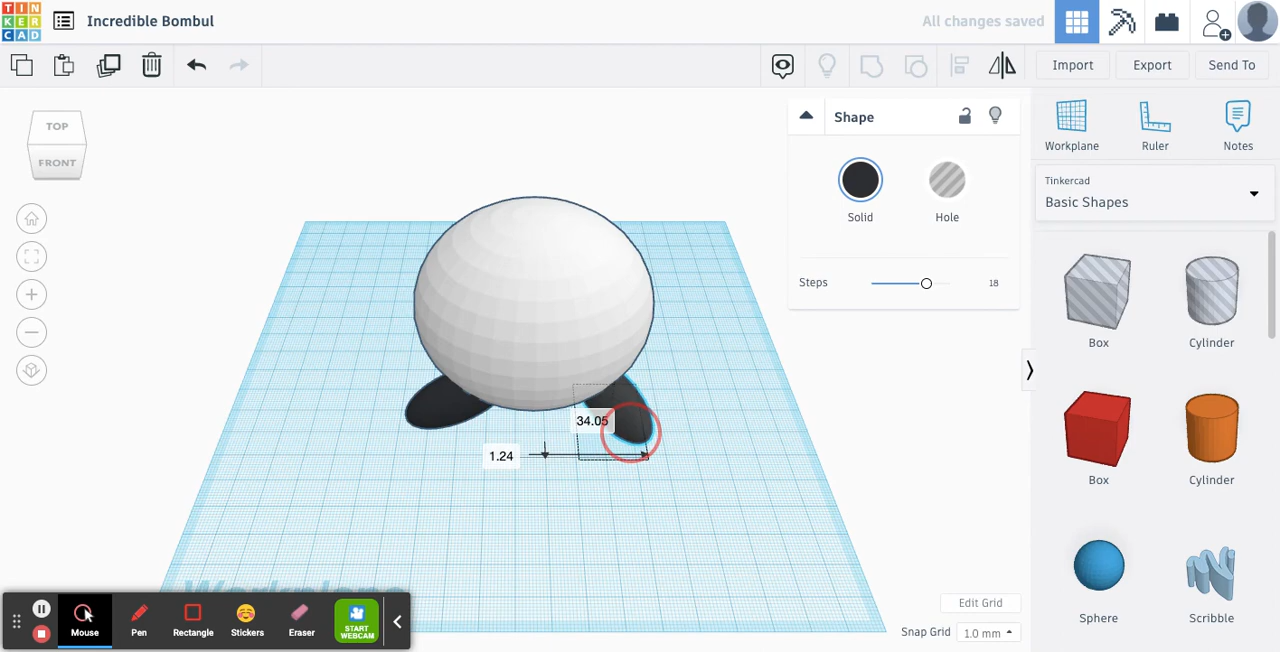 TIN
KER
CAD
Incredible Bombul
All changes saved
Import
Export
Send To
TOP
FRONT
Shape
Solid
Hole
Steps
18
Workplane
Ruler
Notes
Tinkercad
Basic Shapes
Box
Cylinder
Box
Cylinder
Sphere
Scribble
34.05
1.24
Workplane
Edit Grid
Snap Grid
1.0 mm
Mouse
Pen
Rectangle
Stickers
Eraser
START
WEBCAM